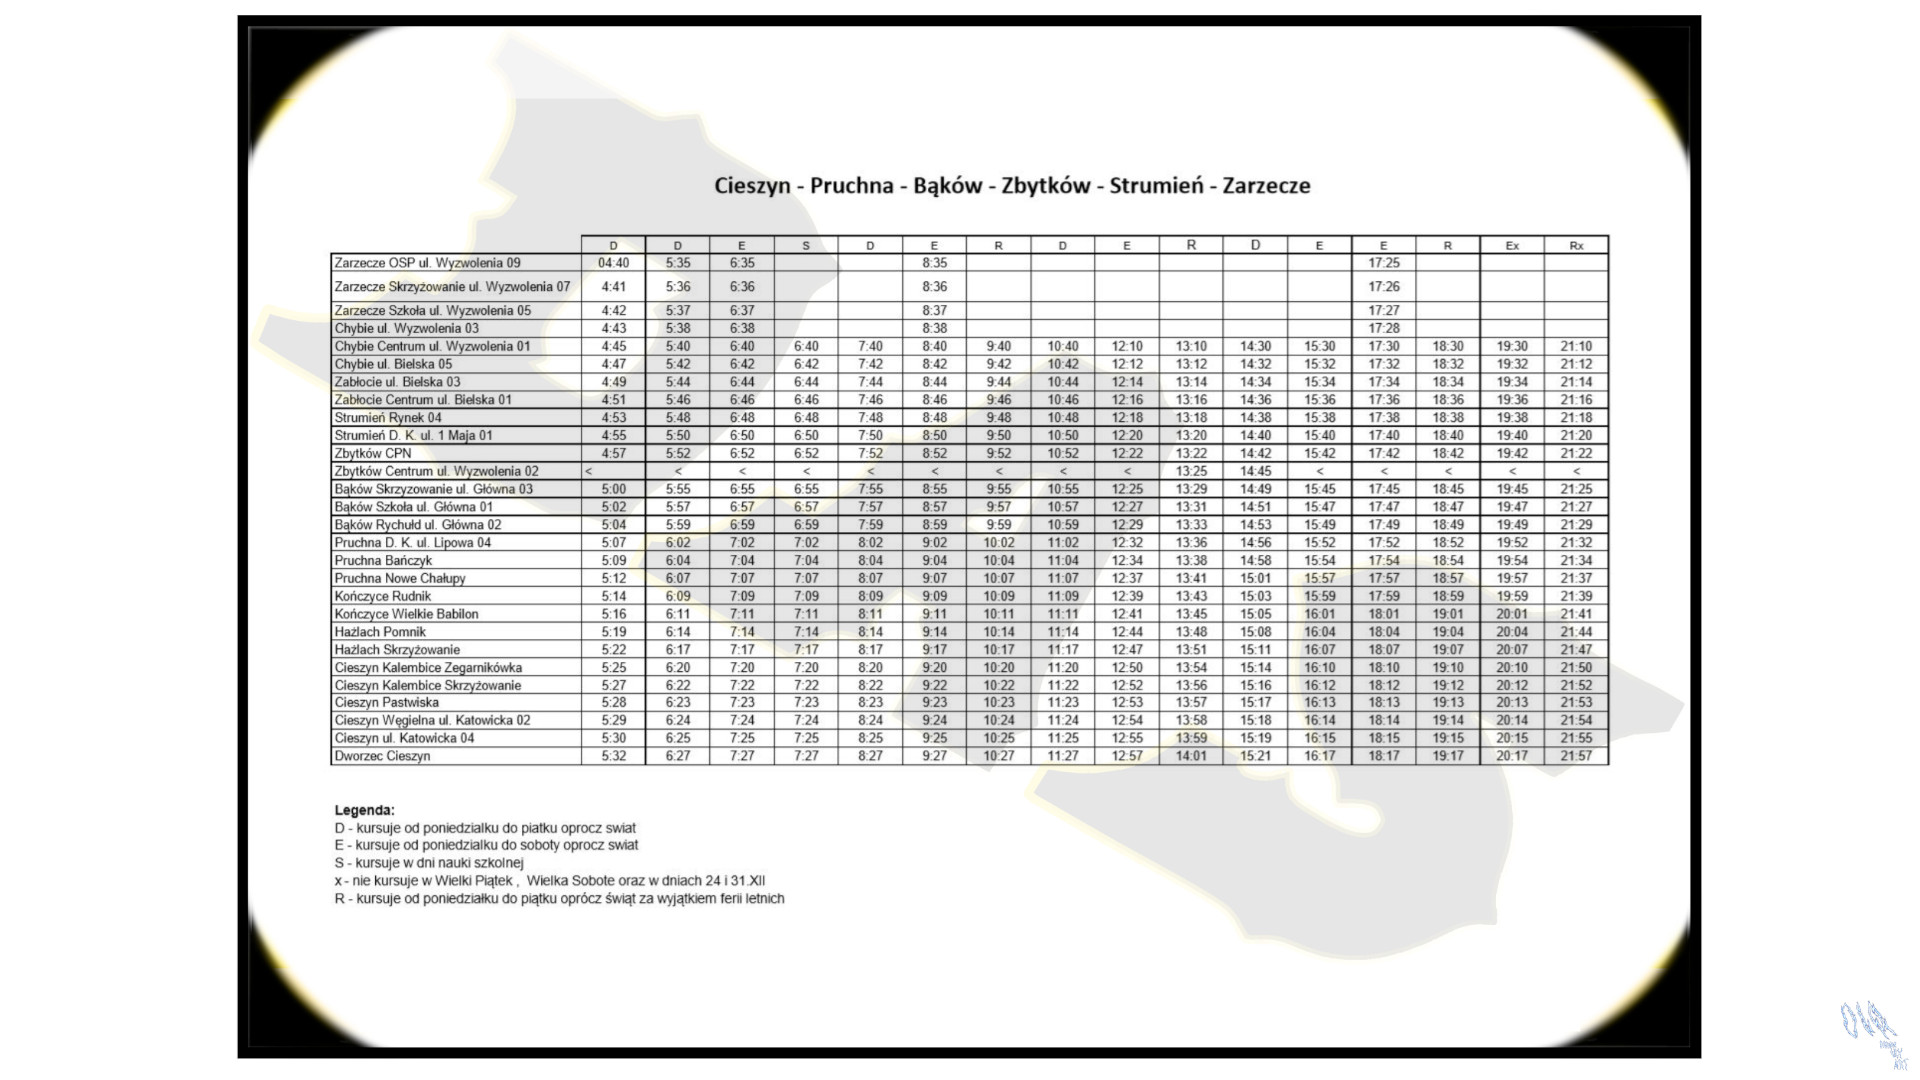 Cieszyn - Pruchna - Bąków - Zbytków - Strumień - Zarzecze
D D E S D E R D E R D E E R Ex Rx
Zarzecze OSP ul. Wyzwolenia 09 04:40 5:35 6:35 8:35 17:25
Zarzecze Skrzyżowanie ul. Wyzwolenia 07 4:41 5:36 6:36 8:36 17:26
Zarzecze Szkoła ul. Wyzwolenia 05 4:42 5:37 6:37 8:37 17:27
Chybie ul. Wyzwolenia 03 4:43 5:38 6:38 8:38 17:28
Chybie Centrum ul. Wyzwolenia 01 4:45 5:40 6:40 6:40 7:40 8:40 9:40 10:40 12:10 13:10 14:30 15:30 17:30 18:30 19:30 21:10
Chybie ul. Bielska 05 4:47 5:42 6:42 6:42 7:42 8:42 9:42 10:42 12:12 13:12 14:32 15:32 17:32 18:32 19:32 21:12
Zabłocie ul. Bielska 03 4:49 5:44 6:44 6:44 7:44 8:44 9:44 10:44 12:14 13:14 14:34 15:34 17:34 18:34 19:34 21:14
Zabłocie Centrum ul. Bielska 01 4:51 5:46 6:46 6:46 7:46 8:46 9:46 10:46 12:16 13:16 14:36 15:36 17:36 18:36 19:36 21:16
Strumień Rynek 04 4:53 5:48 6:48 6:48 7:48 8:48 9:48 10:48 12:18 13:18 14:38 15:38 17:38 18:38 19:38 21:18
Strumień D. K. ul. 1 Maja 01 4:55 5:50 6:50 6:50 7:50 8:50 9:50 10:50 12:20 13:20 14:40 15:40 17:40 18:40 19:40 21:20
Zbytków CPN 4:57 5:52 6:52 6:52 7:52 8:52 9:52 10:52 12:22 13:22 14:42 15:42 17:42 18:42 19:42 21:22
Zbytków Centrum ul. Wyzwolenia 02 < < < < < < < < < 13:25 14:45 < < < < <
Bąków Skrzyzowanie ul. Główna 03 5:00 5:55 6:55 6:55 7:55 8:55 9:55 10:55 12:25 13:29 14:49 15:45 17:45 18:45 19:45 21:25
Bąków Szkoła ul. Główna 01 5:02 5:57 6:57 6:57 7:57 8:57 9:57 10:57 12:27 13:31 14:51 15:47 17:47 18:47 19:47 21:27
Bąków Rychułd ul. Główna 02 5:04 5:59 6:59 6:59 7:59 8:59 9:59 10:59 12:29 13:33 14:53 15:49 17:49 18:49 19:49 21:29
Pruchna D. K. ul. Lipowa 04 5:07 6:02 7:02 7:02 8:02 9:02 10:02 11:02 12:32 13:36 14:56 15:52 17:52 18:52 19:52 21:32
Pruchna Bańczyk 5:09 6:04 7:04 7:04 8:04 9:04 10:04 11:04 12:34 13:38 14:58 15:54 17:54 18:54 19:54 21:34
Pruchna Nowe Chałupy 5:12 6:07 7:07 7:07 8:07 9:07 10:07 11:07 12:37 13:41 15:01 15:57 17:57 18:57 19:57 21:37
Kończyce Rudnik 5:14 6:09 7:09 7:09 8:09 9:09 10:09 11:09 12:39 13:43 15:03 15:59 17:59 18:59 19:59 21:39
Kończyce Wielkie Babilon 5:16 6:11 7:11 7:11 8:11 9:11 10:11 11:11 12:41 13:45 15:05 16:01 18:01 19:01 20:01 21:41
Hażlach Pomnik 5:19 6:14 7:14 7:14 8:14 9:14 10:14 11:14 12:44 13:48 15:08 16:04 18:04 19:04 20:04 21:44
Hażlach Skrzyżowanie 5:22 6:17 7:17 7:17 8:17 9:17 10:17 11:17 12:47 13:51 15:11 16:07 18:07 19:07 20:07 21:47
Cieszyn Kalembice Zegarnikówka 5:25 6:20 7:20 7:20 8:20 9:20 10:20 11:20 12:50 13:54 15:14 16:10 18:10 19:10 20:10 21:50
Cieszyn Kalembice Skrzyżowanie 5:27 6:22 7:22 7:22 8:22 9:22 10:22 11:22 12:52 13:56 15:16 16:12 18:12 19:12 20:12 21:52
Cieszyn Pastwiska 5:28 6:23 7:23 7:23 8:23 9:23 10:23 11:23 12:53 13:57 15:17 16:13 18:13 19:13 20:13 21:53
Cieszyn Węgielna ul. Katowicka 02 5:29 6:24 7:24 7:24 8:24 9:24 10:24 11:24 12:54 13:58 15:18 16:14 18:14 19:14 20:14 21:54
Cieszyn ul. Katowicka 04 5:30 6:25 7:25 7:25 8:25 9:25 10:25 11:25 12:55 13:59 15:19 16:15 18:15 19:15 20:15 21:55
Dworzec Cieszyn 5:32 6:27 7:27 7:27 8:27 9:27 10:27 11:27 12:57 14:01 15:21 16:17 18:17 19:17 20:17 21:57
Legenda:
D - kursuje od poniedzialku do piatku oprocz swiat
E - kursuje od poniedzialku do soboty oprocz swiat
S - kursuje w dni nauki szkolnej
x - nie kursuje w Wielki Piątek , Wielka Sobote oraz w dniach 24 i 31.XII
R - kursuje od poniedziałku do piątku oprócz świąt za wyjątkiem ferii letnich